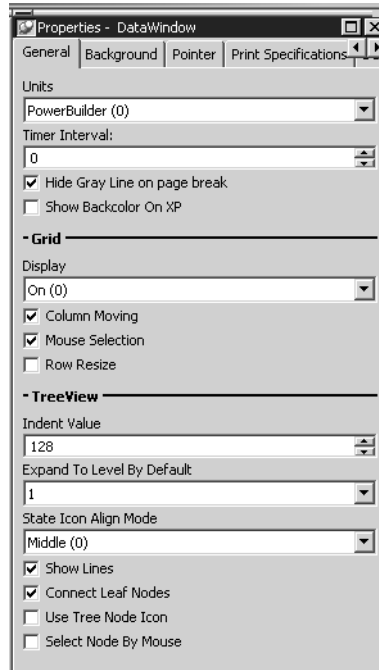 Properties - DataWindow
General Background Pointer Print Specifications
Units
PowerBuilder (0)
Timer Interval:
0
Hide Gray Line on page break
Show Backcolor On XP
- Grid
Display
On (0)
Column Moving
Mouse Selection
Row Resize
- TreeView
Indent Value
128
Expand To Level By Default
1
State Icon Align Mode
Middle (0)
Show Lines
Connect Leaf Nodes
Use Tree Node Icon
Select Node By Mouse